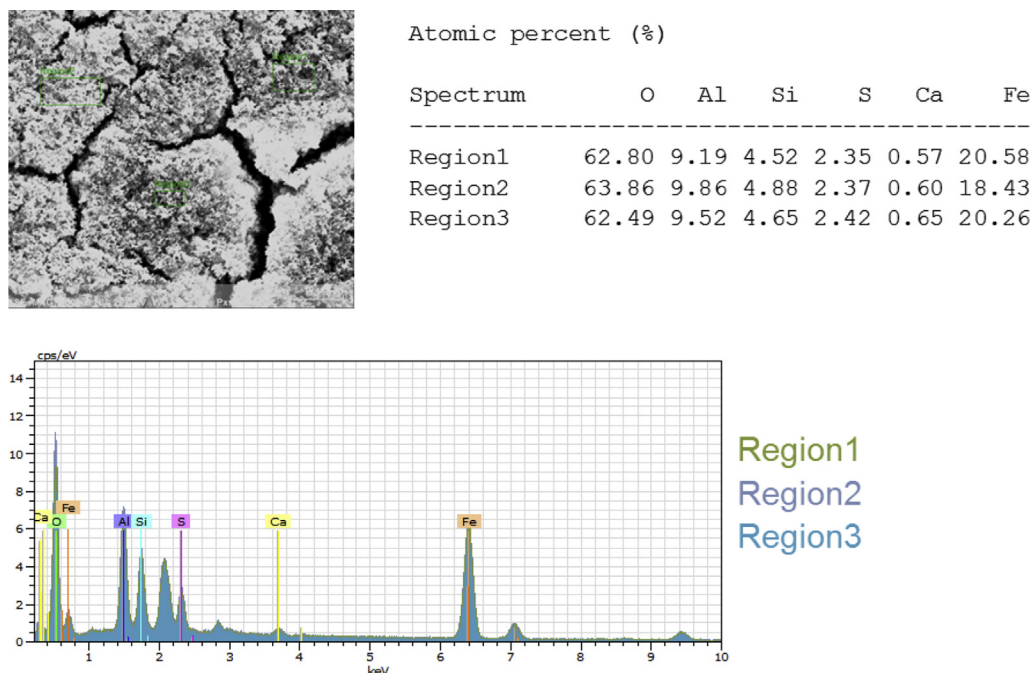 Atomic percent (%)
Spectrum O Al Si S Ca Fe
Region1 62.80 9.19 4.52 2.35 0.57 20.58
Region2 63.86 9.86 4.88 2.37 0.60 18.43
Region3 62.49 9.52 4.65 2.42 0.65 20.26
cps/eV
14
12
10
8
6
4
2
0
Ca O Fe Al Si S Ca Fe
1 2 3 4 5 6 7 8 9 10
keV
Region1
Region2
Region3